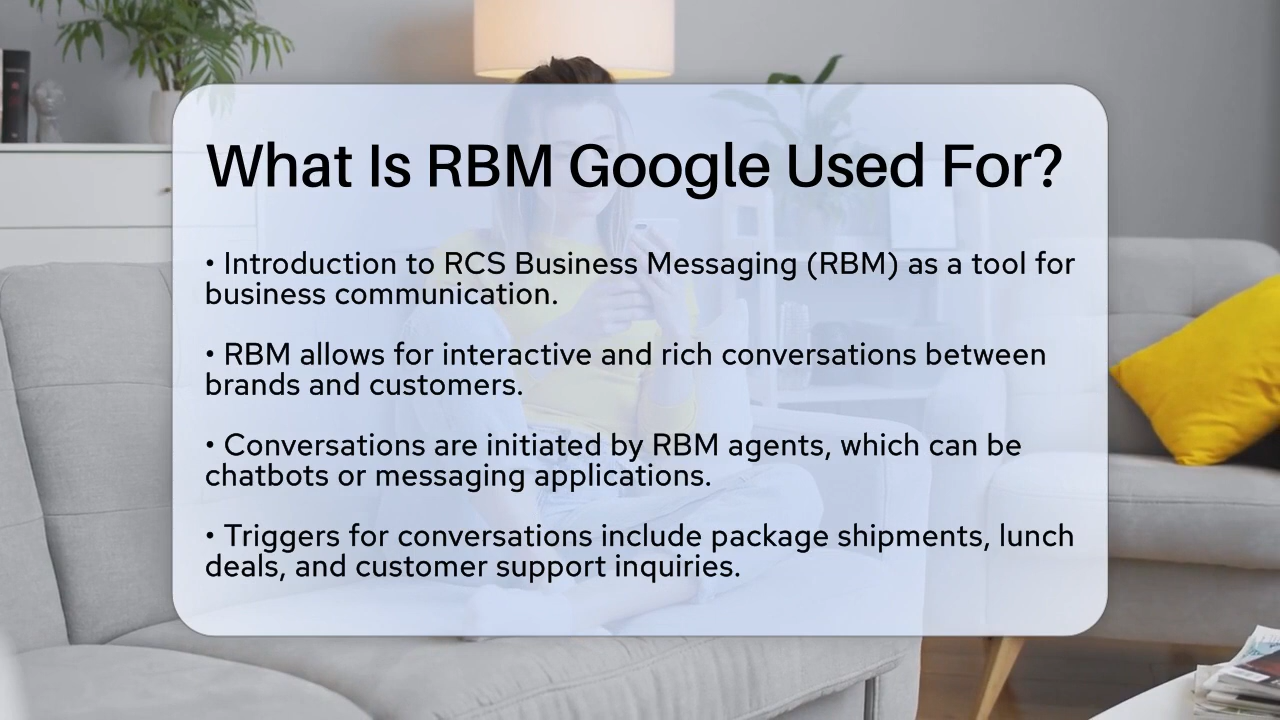 What Is RBM Google Used For?
• Introduction to RCS Business Messaging (RBM) as a tool for
business communication.
• RBM allows for interactive and rich conversations between
brands and customers.
• Conversations are initiated by RBM agents, which can be
chatbots or messaging applications.
• Triggers for conversations include package shipments, lunch
deals, and customer support inquiries.